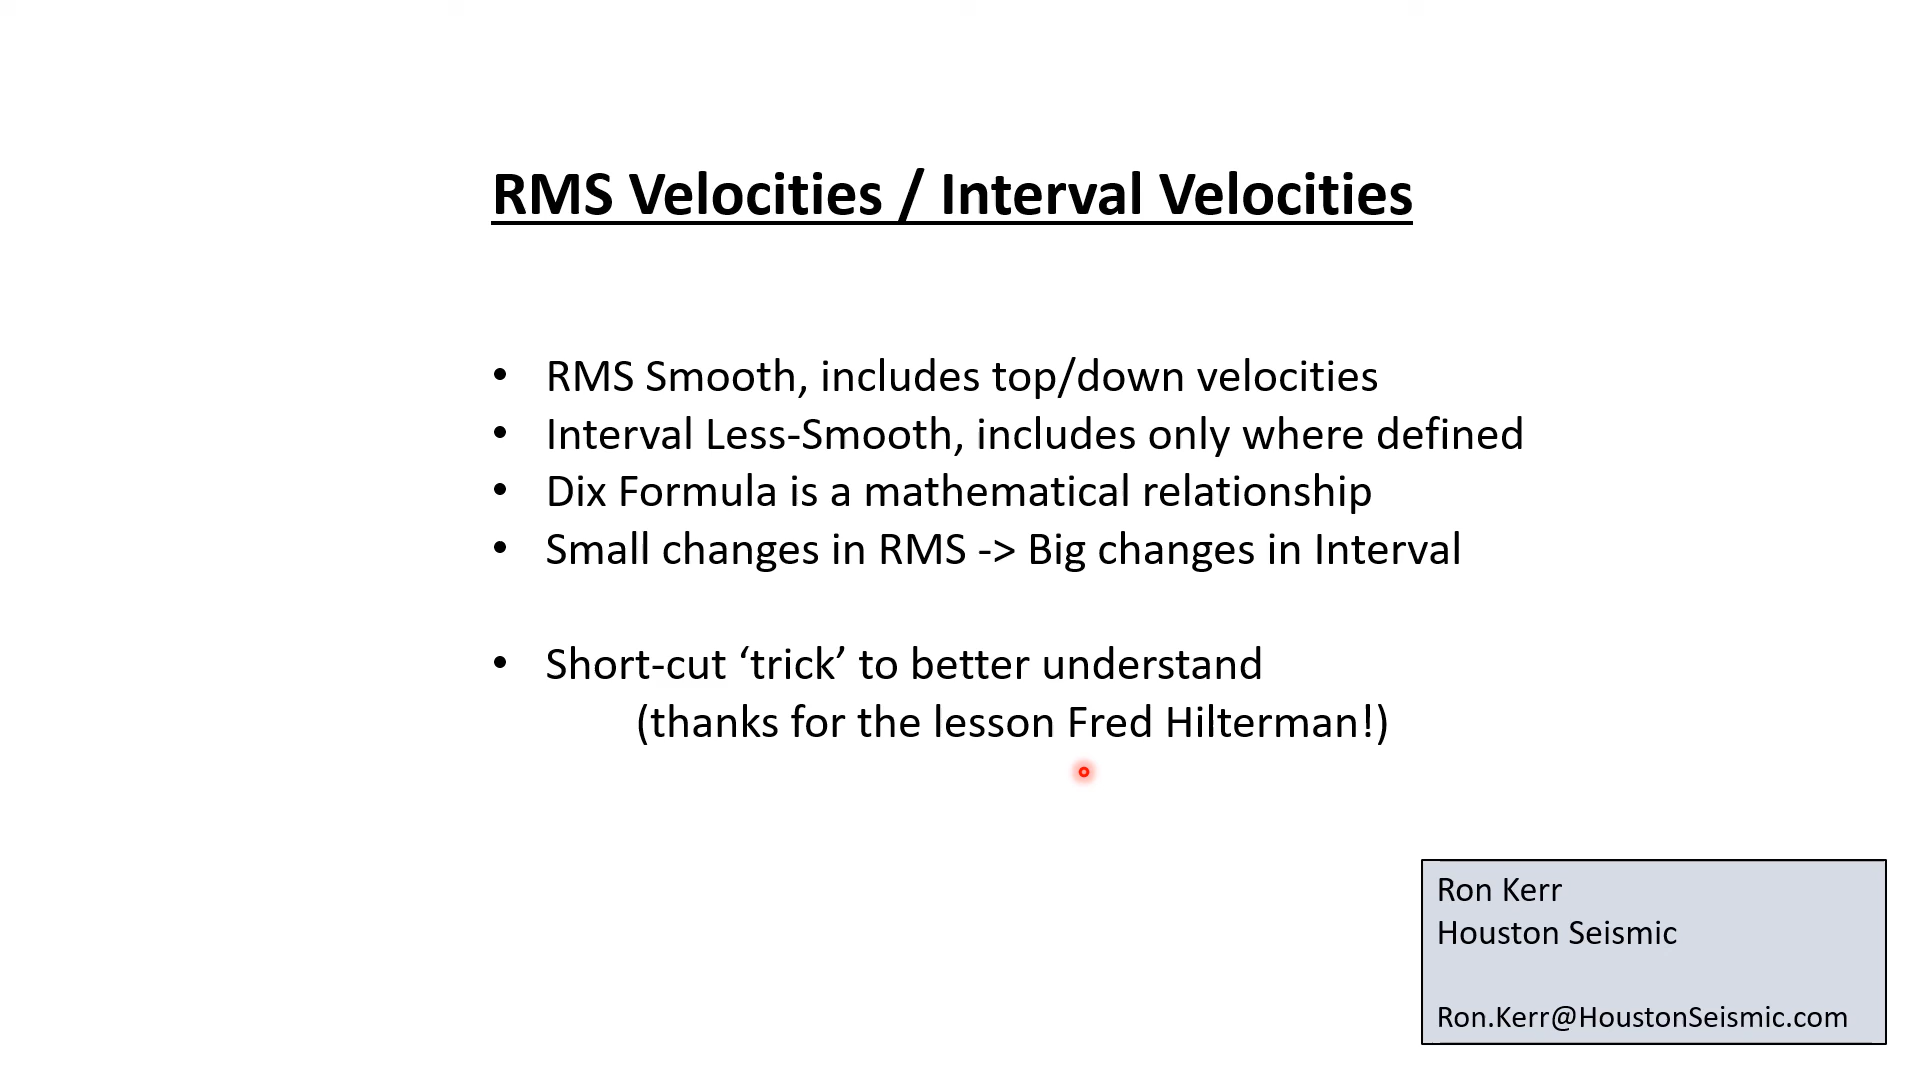 RMS Velocities / Interval Velocities
• RMS Smooth, includes top/down velocities
• Interval Less-Smooth, includes only where defined
• Dix Formula is a mathematical relationship
• Small changes in RMS -> Big changes in Interval
• Short-cut ‘trick’ to better understand
(thanks for the lesson Fred Hilterman!)
Ron Kerr
Houston Seismic
Ron.Kerr@HoustonSeismic.com